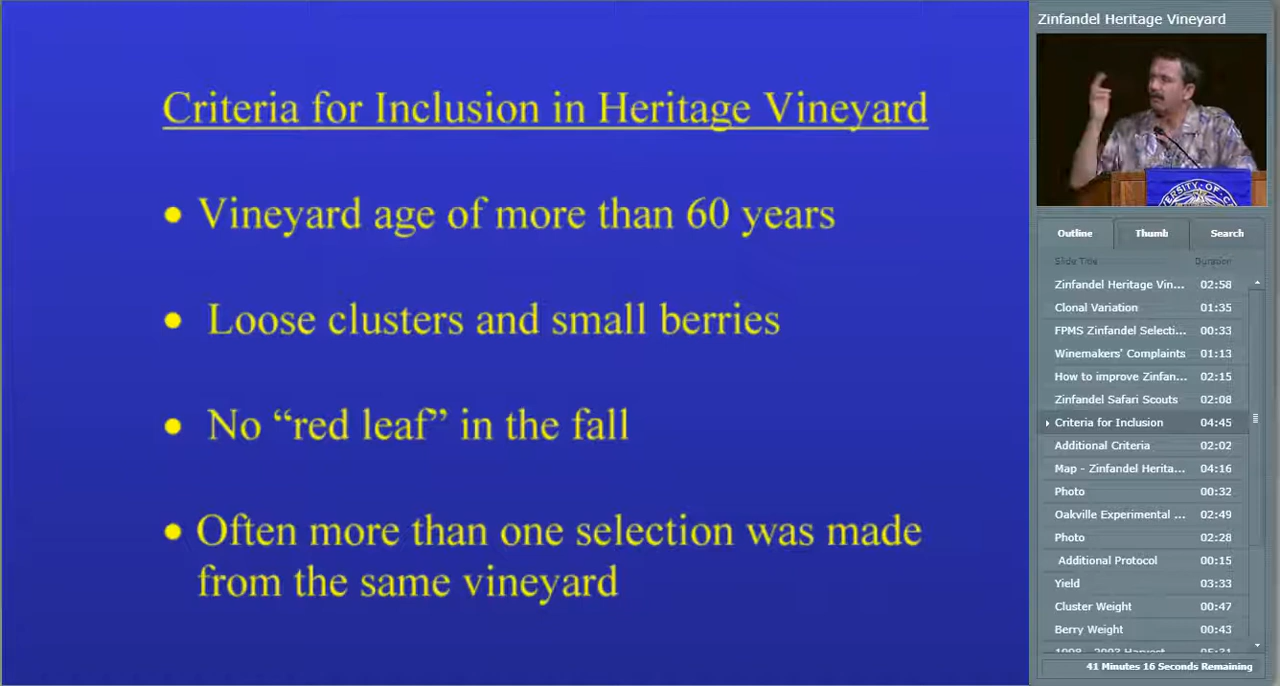 Criteria for Inclusion in Heritage Vineyard
• Vineyard age of more than 60 years
• Loose clusters and small berries
• No “red leaf” in the fall
• Often more than one selection was made
from the same vineyard
Zinfandel Heritage Vineyard
Outline Thumb Search
Slide Title Duration
Zinfandel Heritage Vin... 02:58
Clonal Variation 01:35
FPMS Zinfandel Selecti... 00:33
Winemakers' Complaints 01:13
How to improve Zinfan... 02:15
Zinfandel Safari Scouts 02:08
Criteria for Inclusion 04:45
Additional Criteria 02:02
Map - Zinfandel Herita... 04:16
Photo 00:32
Oakville Experimental ... 02:49
Photo 02:28
Additional Protocol 00:15
Yield 03:33
Cluster Weight 00:47
Berry Weight 00:43
41 Minutes 16 Seconds Remaining